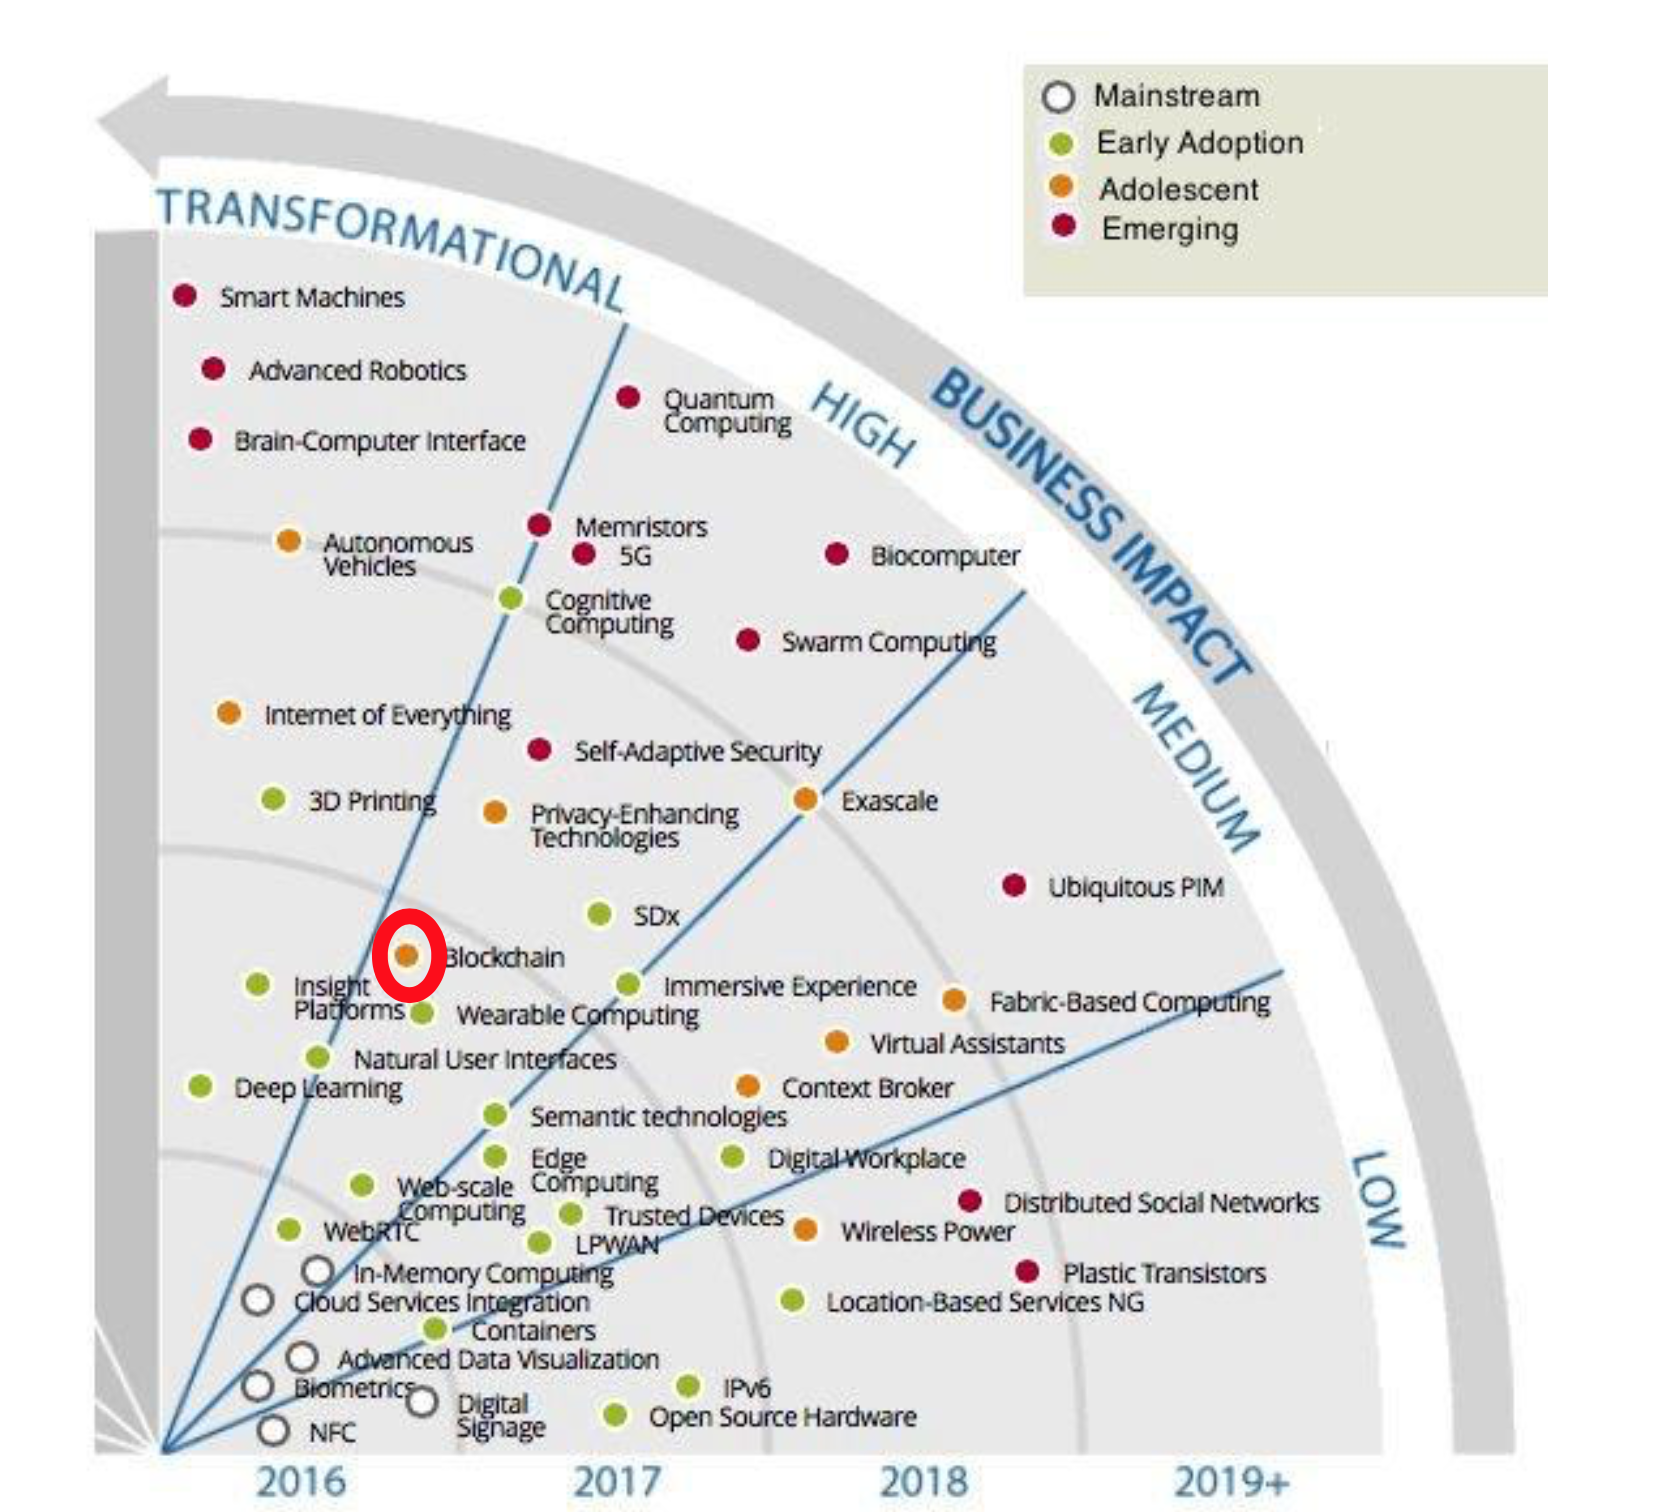 Mainstream
Early Adoption
Adolescent
Emerging
TRANSFORMATIONAL
HIGH
BUSINESS IMPACT
MEDIUM
LOW
Smart Machines
Advanced Robotics
Quantum
Computing
Brain-Computer Interface
Autonomous
Vehicles
Memristors
5G
Biocomputer
Cognitive
Computing
Swarm Computing
Internet of Everything
Self-Adaptive Security
3D Printing
Privacy-Enhancing
Technologies
Exascale
Ubiquitous PIM
SDx
Blockchain
Insight
Platforms
Immersive Experience
Fabric-Based Computing
Wearable Computing
Virtual Assistants
Natural User Interfaces
Deep Learning
Context Broker
Semantic technologies
Edge
Computing
Digital Workplace
Web-scale
Computing
Trusted Devices
Distributed Social Networks
WebRTC
LPWAN
Wireless Power
In-Memory Computing
Plastic Transistors
Cloud Services Integration
Location-Based Services NG
Containers
Advanced Data Visualization
Biometrics
Digital
Signage
IPv6
Open Source Hardware
NFC
2016
2017
2018
2019+